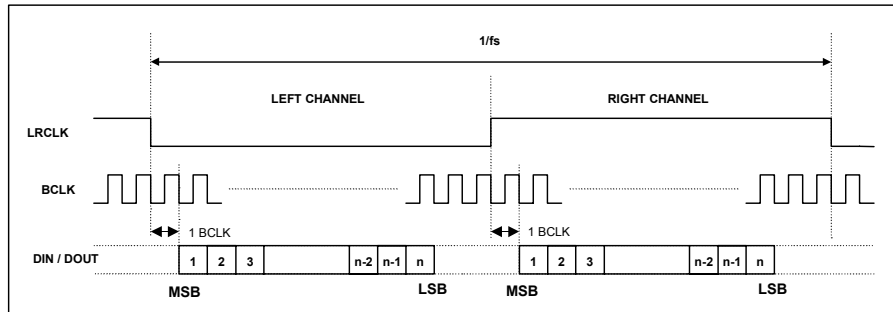 1/fs
LEFT CHANNEL RIGHT CHANNEL
LRCLK
BCLK
1 BCLK 1 BCLK
DIN / DOUT 1 2 3 n-2 n-1 n 1 2 3 n-2 n-1 n
MSB LSB MSB LSB